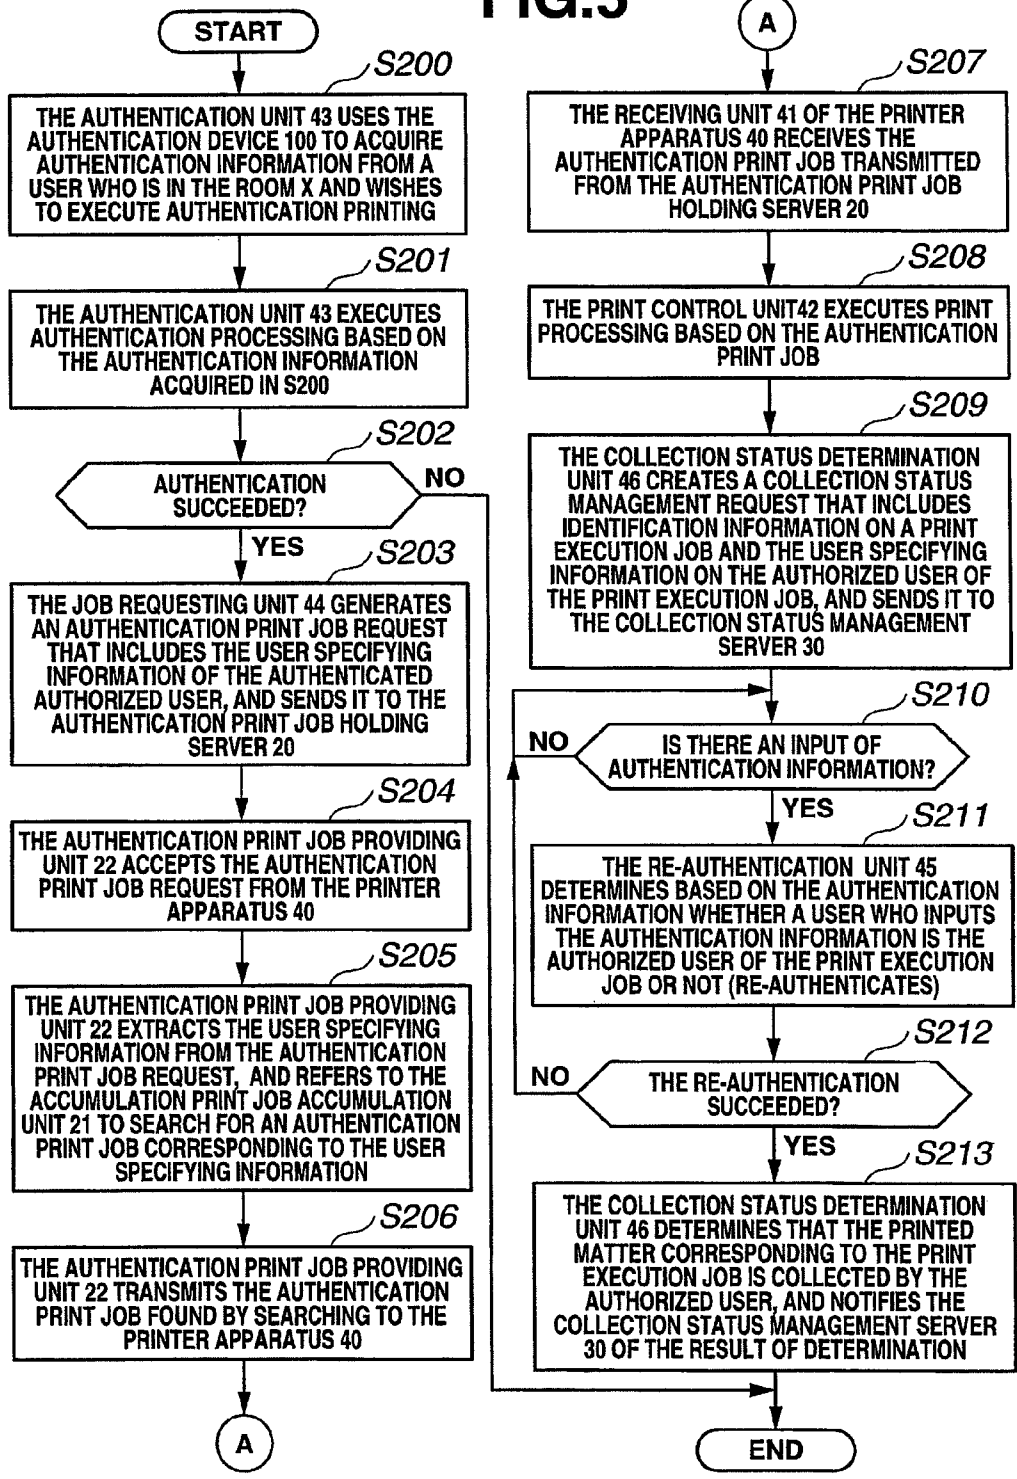 FIG.5
START
S200
THE AUTHENTICATION UNIT 43 USES THE
AUTHENTICATION DEVICE 100 TO ACQUIRE
AUTHENTICATION INFORMATION FROM A
USER WHO IS IN THE ROOM X AND WISHES
TO EXECUTE AUTHENTICATION PRINTING
S201
THE AUTHENTICATION UNIT 43 EXECUTES
AUTHENTICATION PROCESSING BASED ON
THE AUTHENTICATION INFORMATION
ACQUIRED IN S200
S202
AUTHENTICATION
SUCCEEDED?
NO
YES
S203
THE JOB REQUESTING UNIT 44 GENERATES
AN AUTHENTICATION PRINT JOB REQUEST
THAT INCLUDES THE USER SPECIFYING
INFORMATION OF THE AUTHENTICATED
AUTHORIZED USER, AND SENDS IT TO THE
AUTHENTICATION PRINT JOB HOLDING
SERVER 20
S204
THE AUTHENTICATION PRINT JOB PROVIDING
UNIT 22 ACCEPTS THE AUTHENTICATION
PRINT JOB REQUEST FROM THE PRINTER
APPARATUS 40
S205
THE AUTHENTICATION PRINT JOB PROVIDING
UNIT 22 EXTRACTS THE USER SPECIFYING
INFORMATION FROM THE AUTHENTICATION
PRINT JOB REQUEST, AND REFERS TO THE
ACCUMULATION PRINT JOB ACCUMULATION
UNIT 21 TO SEARCH FOR AN AUTHENTICATION
PRINT JOB CORRESPONDING TO THE USER
SPECIFYING INFORMATION
S206
THE AUTHENTICATION PRINT JOB PROVIDING
UNIT 22 TRANSMITS THE AUTHENTICATION
PRINT JOB FOUND BY SEARCHING TO THE
PRINTER APPARATUS 40
A
A
S207
THE RECEIVING UNIT 41 OF THE PRINTER
APPARATUS 40 RECEIVES THE
AUTHENTICATION PRINT JOB TRANSMITTED
FROM THE AUTHENTICATION PRINT JOB
HOLDING SERVER 20
S208
THE PRINT CONTROL UNIT42 EXECUTES PRINT
PROCESSING BASED ON THE AUTHENTICATION
PRINT JOB
S209
THE COLLECTION STATUS DETERMINATION
UNIT 46 CREATES A COLLECTION STATUS
MANAGEMENT REQUEST THAT INCLUDES
IDENTIFICATION INFORMATION ON A PRINT
EXECUTION JOB AND THE USER SPECIFYING
INFORMATION ON THE AUTHORIZED USER OF
THE PRINT EXECUTION JOB, AND SENDS IT TO
THE COLLECTION STATUS MANAGEMENT
SERVER 30
S210
NO
IS THERE AN INPUT OF
AUTHENTICATION INFORMATION?
YES
S211
THE RE-AUTHENTICATION UNIT 45
DETERMINES BASED ON THE AUTHENTICATION
INFORMATION WHETHER A USER WHO INPUTS
THE AUTHENTICATION INFORMATION IS THE
AUTHORIZED USER OF THE PRINT EXECUTION
JOB OR NOT (RE-AUTHENTICATES)
S212
NO
THE RE-AUTHENTICATION
SUCCEEDED?
YES
S213
THE COLLECTION STATUS DETERMINATION
UNIT 46 DETERMINES THAT THE PRINTED
MATTER CORRESPONDING TO THE PRINT
EXECUTION JOB IS COLLECTED BY THE
AUTHORIZED USER, AND NOTIFIES THE
COLLECTION STATUS MANAGEMENT SERVER
30 OF THE RESULT OF DETERMINATION
END